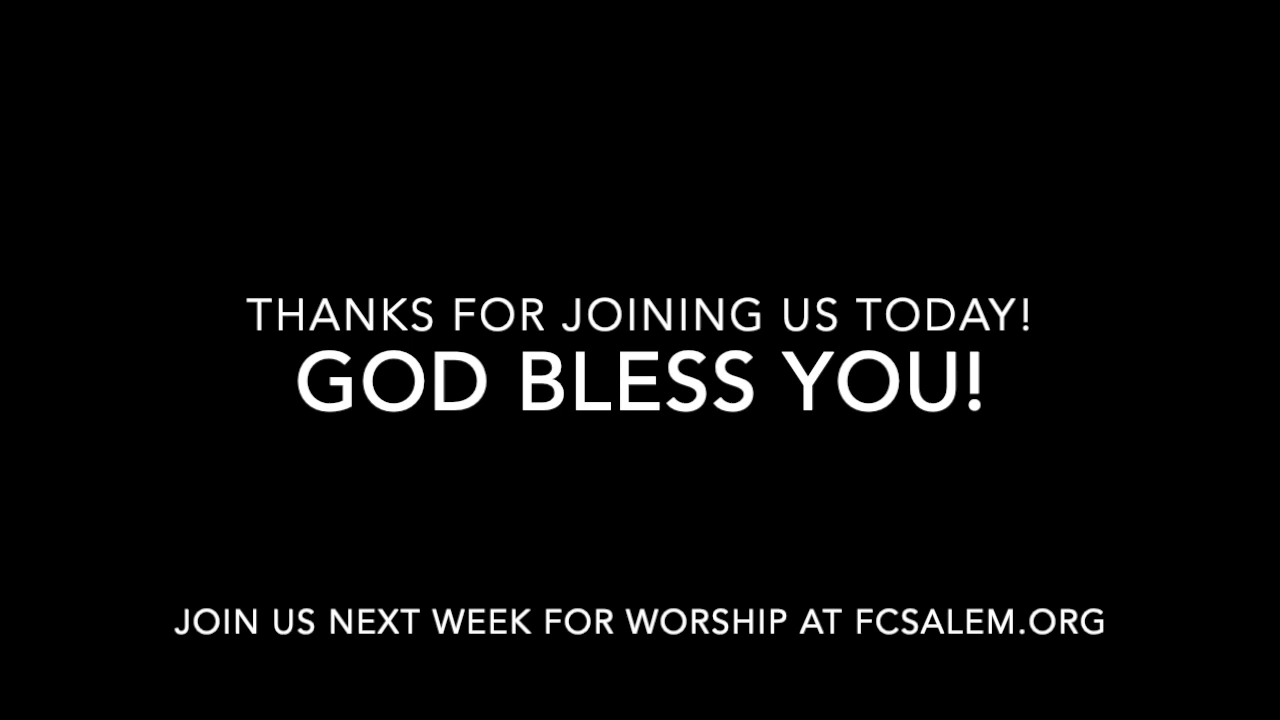 THANKS FOR JOINING US TODAY!
GOD BLESS YOU!
JOIN US NEXT WEEK FOR WORSHIP AT FCSALEM.ORG